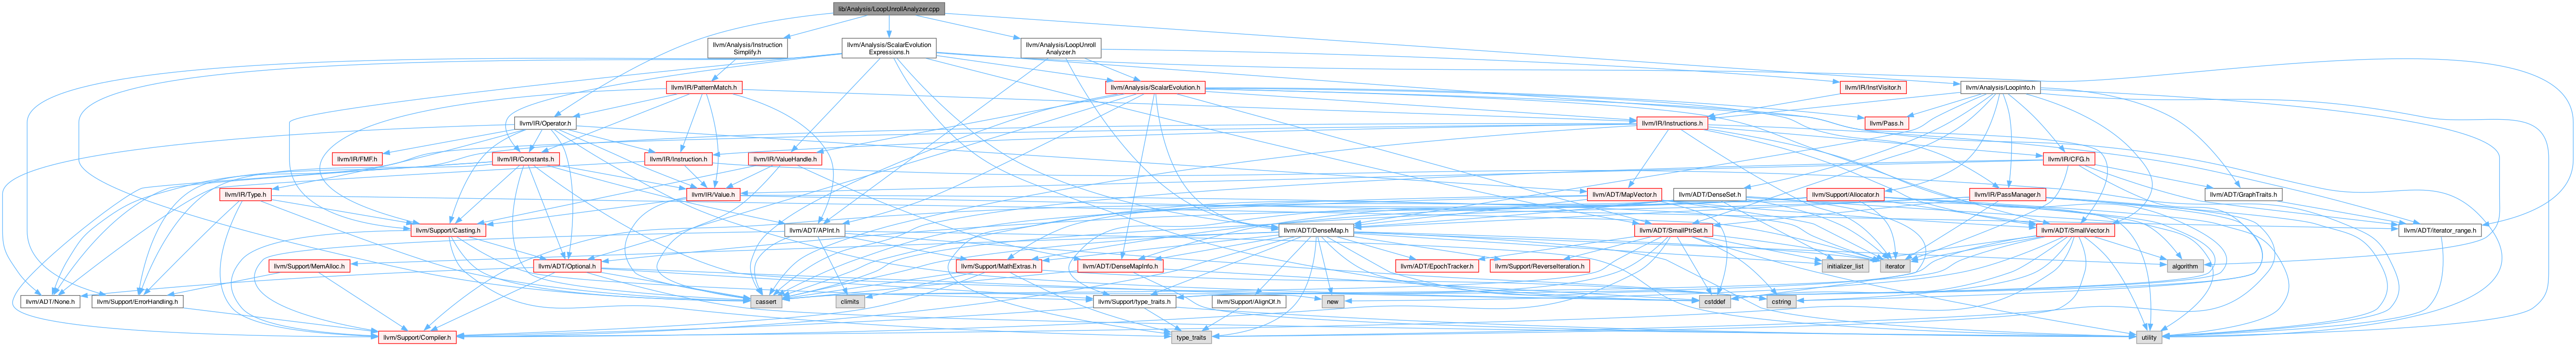 lib/Analysis/LoopUnrollAnalyzer.cpp
llvm/Analysis/Instruction
Simplify.h
llvm/Analysis/ScalarEvolution
Expressions.h
llvm/Analysis/LoopUnroll
Analyzer.h
llvm/IR/PatternMatch.h
llvm/Analysis/ScalarEvolution.h
llvm/IR/InstVisitor.h
llvm/Analysis/LoopInfo.h
llvm/IR/Operator.h
llvm/IR/Instructions.h
llvm/Pass.h
llvm/IR/FMF.h
llvm/IR/Constants.h
llvm/IR/Instruction.h
llvm/IR/ValueHandle.h
llvm/IR/CFG.h
llvm/IR/Type.h
llvm/IR/Value.h
llvm/ADT/MapVector.h
llvm/ADT/DenseSet.h
llvm/Support/Allocator.h
llvm/IR/PassManager.h
llvm/ADT/GraphTraits.h
llvm/Support/Casting.h
llvm/ADT/APInt.h
llvm/ADT/DenseMap.h
llvm/ADT/SmallPtrSet.h
llvm/ADT/SmallVector.h
llvm/ADT/iterator_range.h
llvm/Support/MemAlloc.h
llvm/ADT/Optional.h
llvm/Support/MathExtras.h
llvm/ADT/DenseMapInfo.h
llvm/ADT/EpochTracker.h
llvm/Support/ReverseIteration.h
initializer_list
iterator
algorithm
llvm/ADT/None.h
llvm/Support/ErrorHandling.h
cassert
climits
llvm/Support/type_traits.h
llvm/Support/AlignOf.h
new
cstddef
cstring
llvm/Support/Compiler.h
type_traits
utility